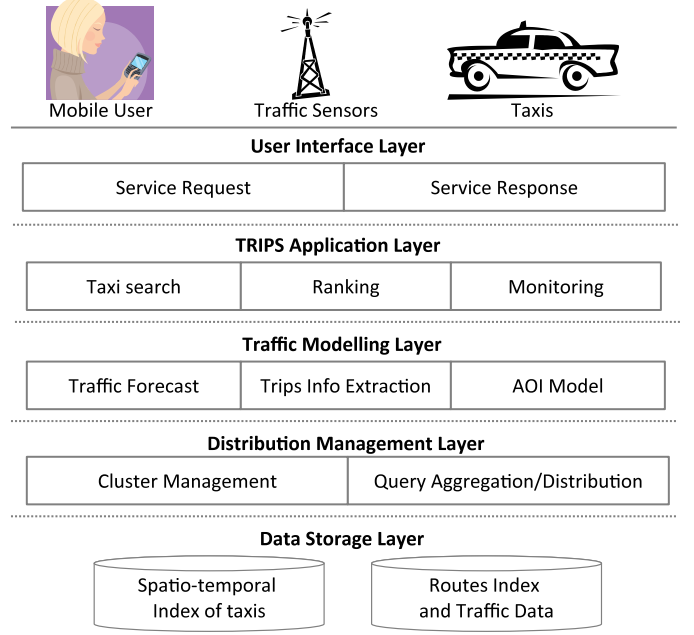 Mobile User
Traffic Sensors
Taxis
User Interface Layer
Service Request
Service Response
TRIPS Application Layer
Taxi search
Ranking
Monitoring
Traffic Modelling Layer
Traffic Forecast
Trips Info Extraction
AOI Model
Distribution Management Layer
Cluster Management
Query Aggregation/Distribution
Data Storage Layer
Spatio-temporal
Index of taxis
Routes Index
and Traffic Data